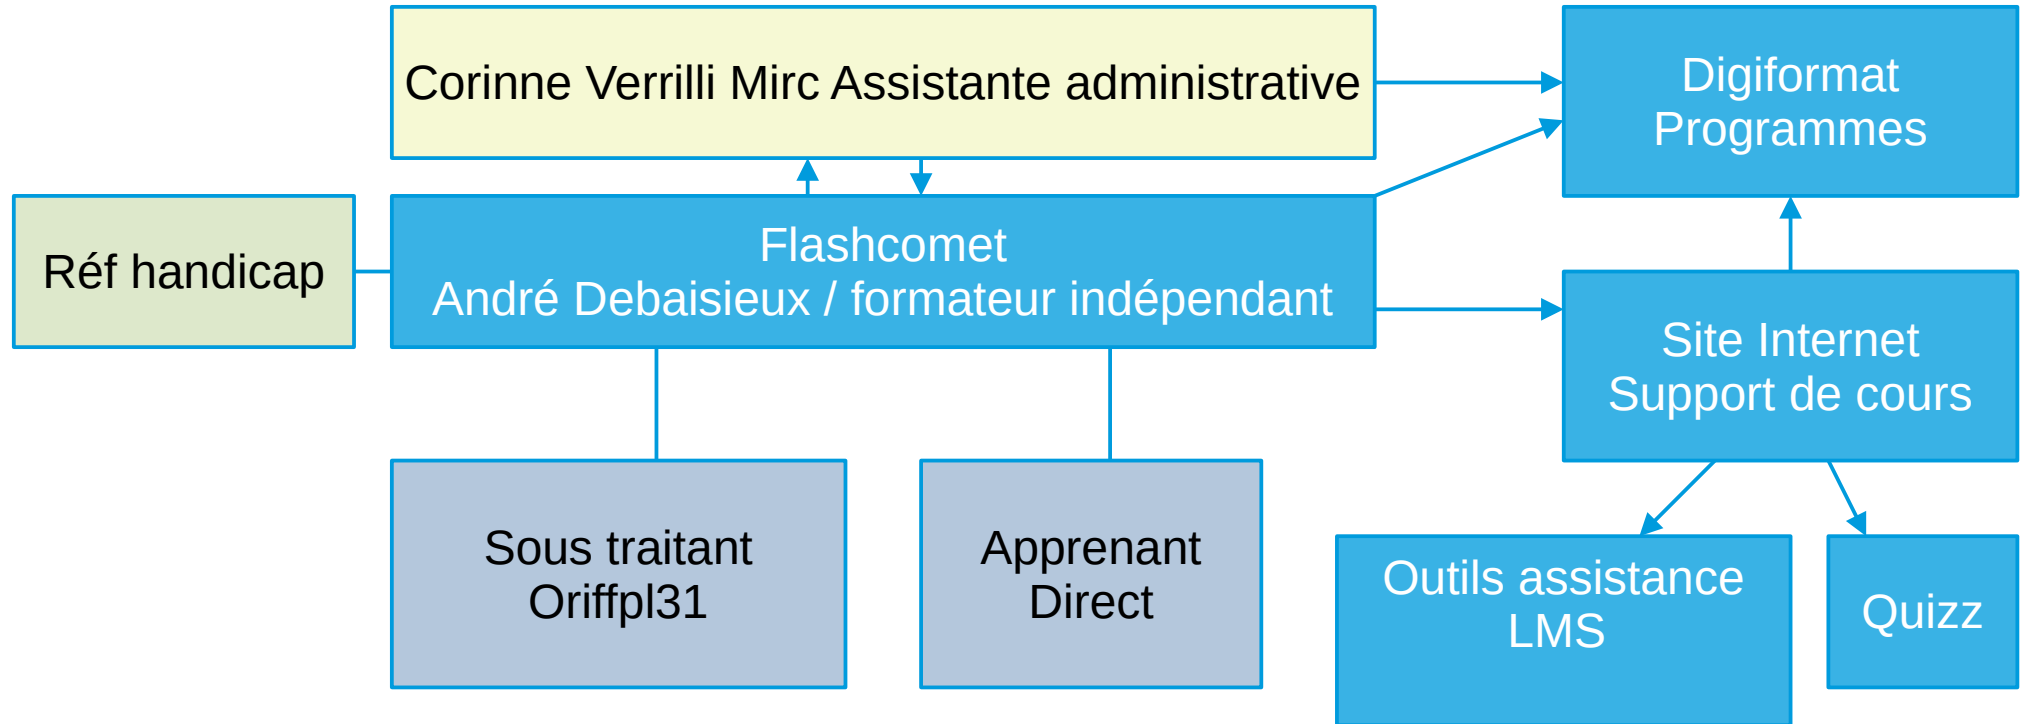 Corinne Verrilli Mirc Assistante administrative
Digiformat
Programmes
Réf handicap
Flashcomet
André Debaisieux / formateur indépendant
Site Internet
Support de cours
Sous traitant
Oriffpl31
Apprenant
Direct
Outils assistance
LMS
Quizz